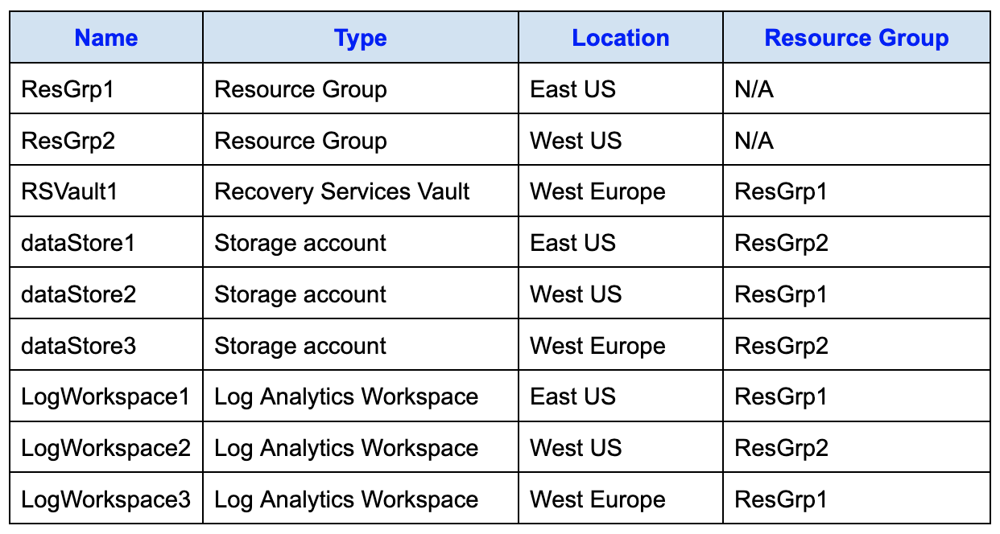 Name Type Location Resource Group
ResGrp1 Resource Group East US N/A
ResGrp2 Resource Group West US N/A
RSVault1 Recovery Services Vault West Europe ResGrp1
dataStore1 Storage account East US ResGrp2
dataStore2 Storage account West US ResGrp1
dataStore3 Storage account West Europe ResGrp2
LogWorkspace1 Log Analytics Workspace East US ResGrp1
LogWorkspace2 Log Analytics Workspace West US ResGrp2
LogWorkspace3 Log Analytics Workspace West Europe ResGrp1